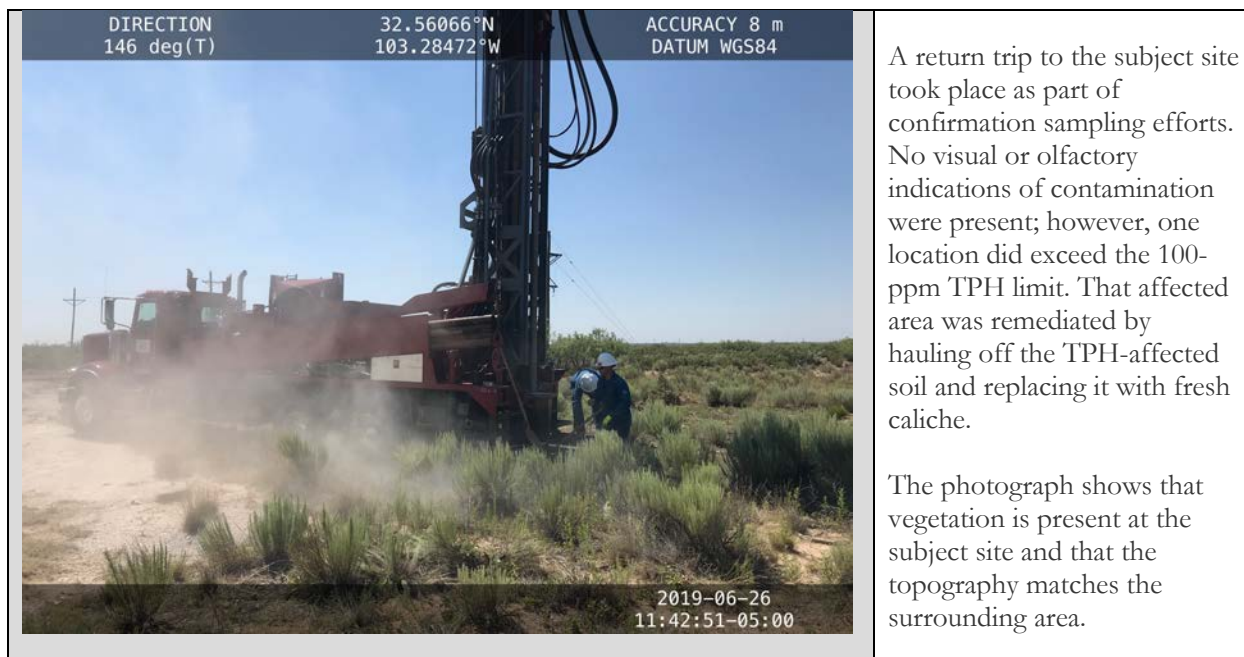 DIRECTION
146 deg(T)
32.56066°N
103.28472°W
ACCURACY 8 m
DATUM WGS84
2019-06-26
11:42:51-05:00
A return trip to the subject site
took place as part of
confirmation sampling efforts.
No visual or olfactory
indications of contamination
were present; however, one
location did exceed the 100-
ppm TPH limit. That affected
area was remediated by
hauling off the TPH-affected
soil and replacing it with fresh
caliche.
The photograph shows that
vegetation is present at the
subject site and that the
topography matches the
surrounding area.